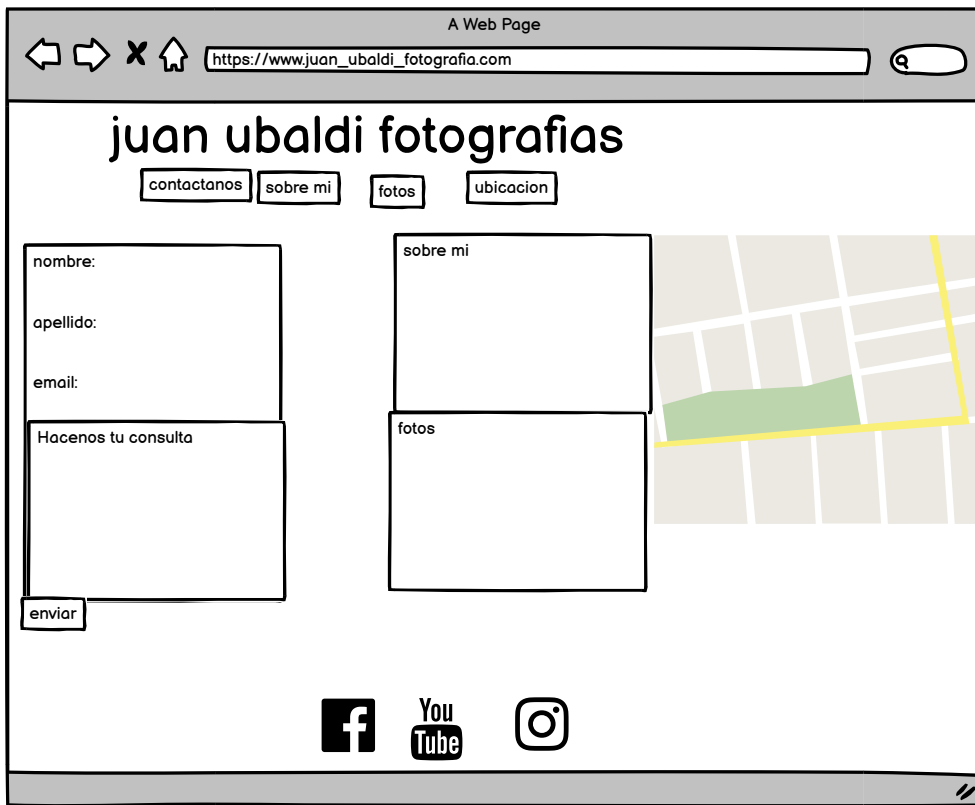 A Web Page
https://www.juan_ubaldi_fotografia.com
juan ubaldi fotografias
contactanos
sobre mi
fotos
ubicacion
nombre:
apellido:
email:
Hacenos tu consulta
enviar
sobre mi
fotos
You
Tube